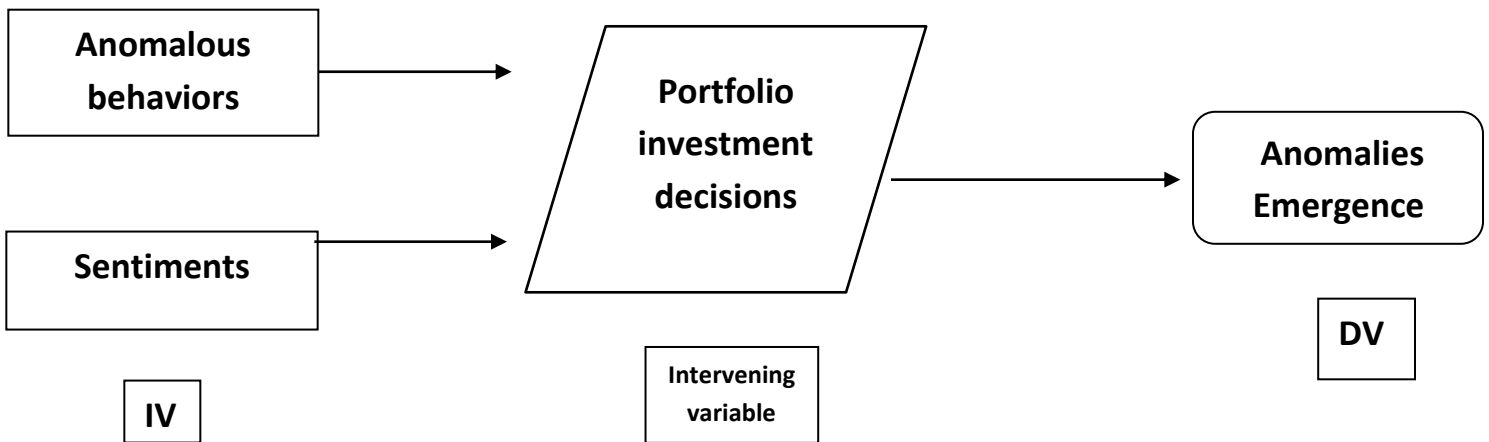 Anomalous
behaviors
Sentiments
IV
Portfolio
investment
decisions
Intervening
variable
Anomalies
Emergence
DV